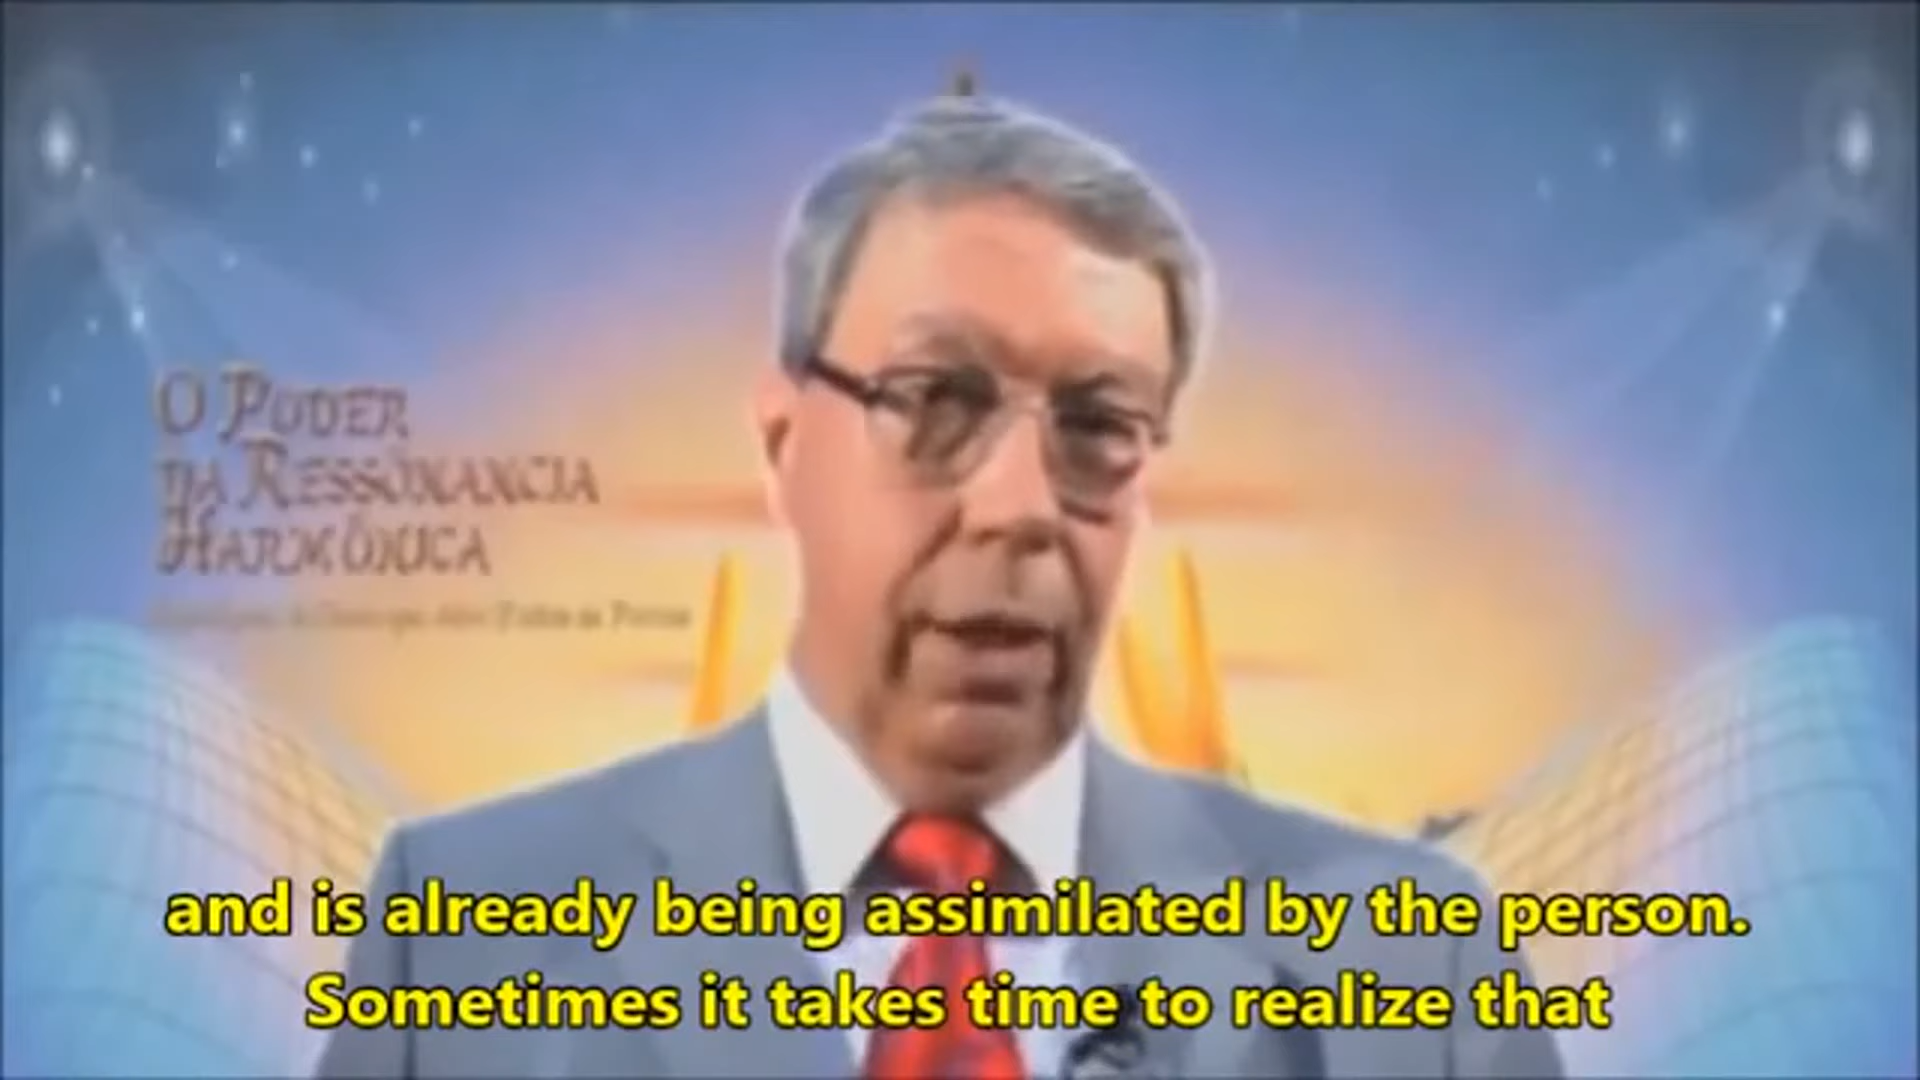 O Poder
da Ressonancia
Harmônica
and is already being assimilated by the person.
Sometimes it takes time to realize that